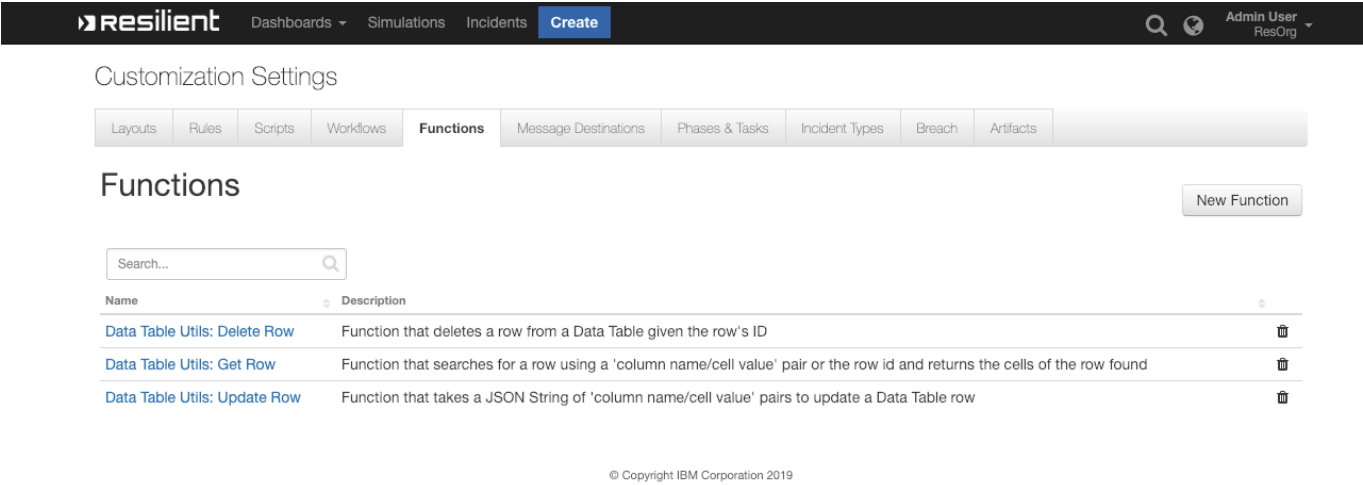 Resilient Dashboards Simulations Incidents Create Admin User
ResOrg
Customization Settings
Layouts Rules Scripts Workflows Functions Message Destinations Phases & Tasks Incident Types Breach Artifacts
Functions
New Function
Search...
Name Description
Data Table Utils: Delete Row Function that deletes a row from a Data Table given the row's ID
Data Table Utils: Get Row Function that searches for a row using a 'column name/cell value' pair or the row id and returns the cells of the row found
Data Table Utils: Update Row Function that takes a JSON String of 'column name/cell value' pairs to update a Data Table row
© Copyright IBM Corporation 2019